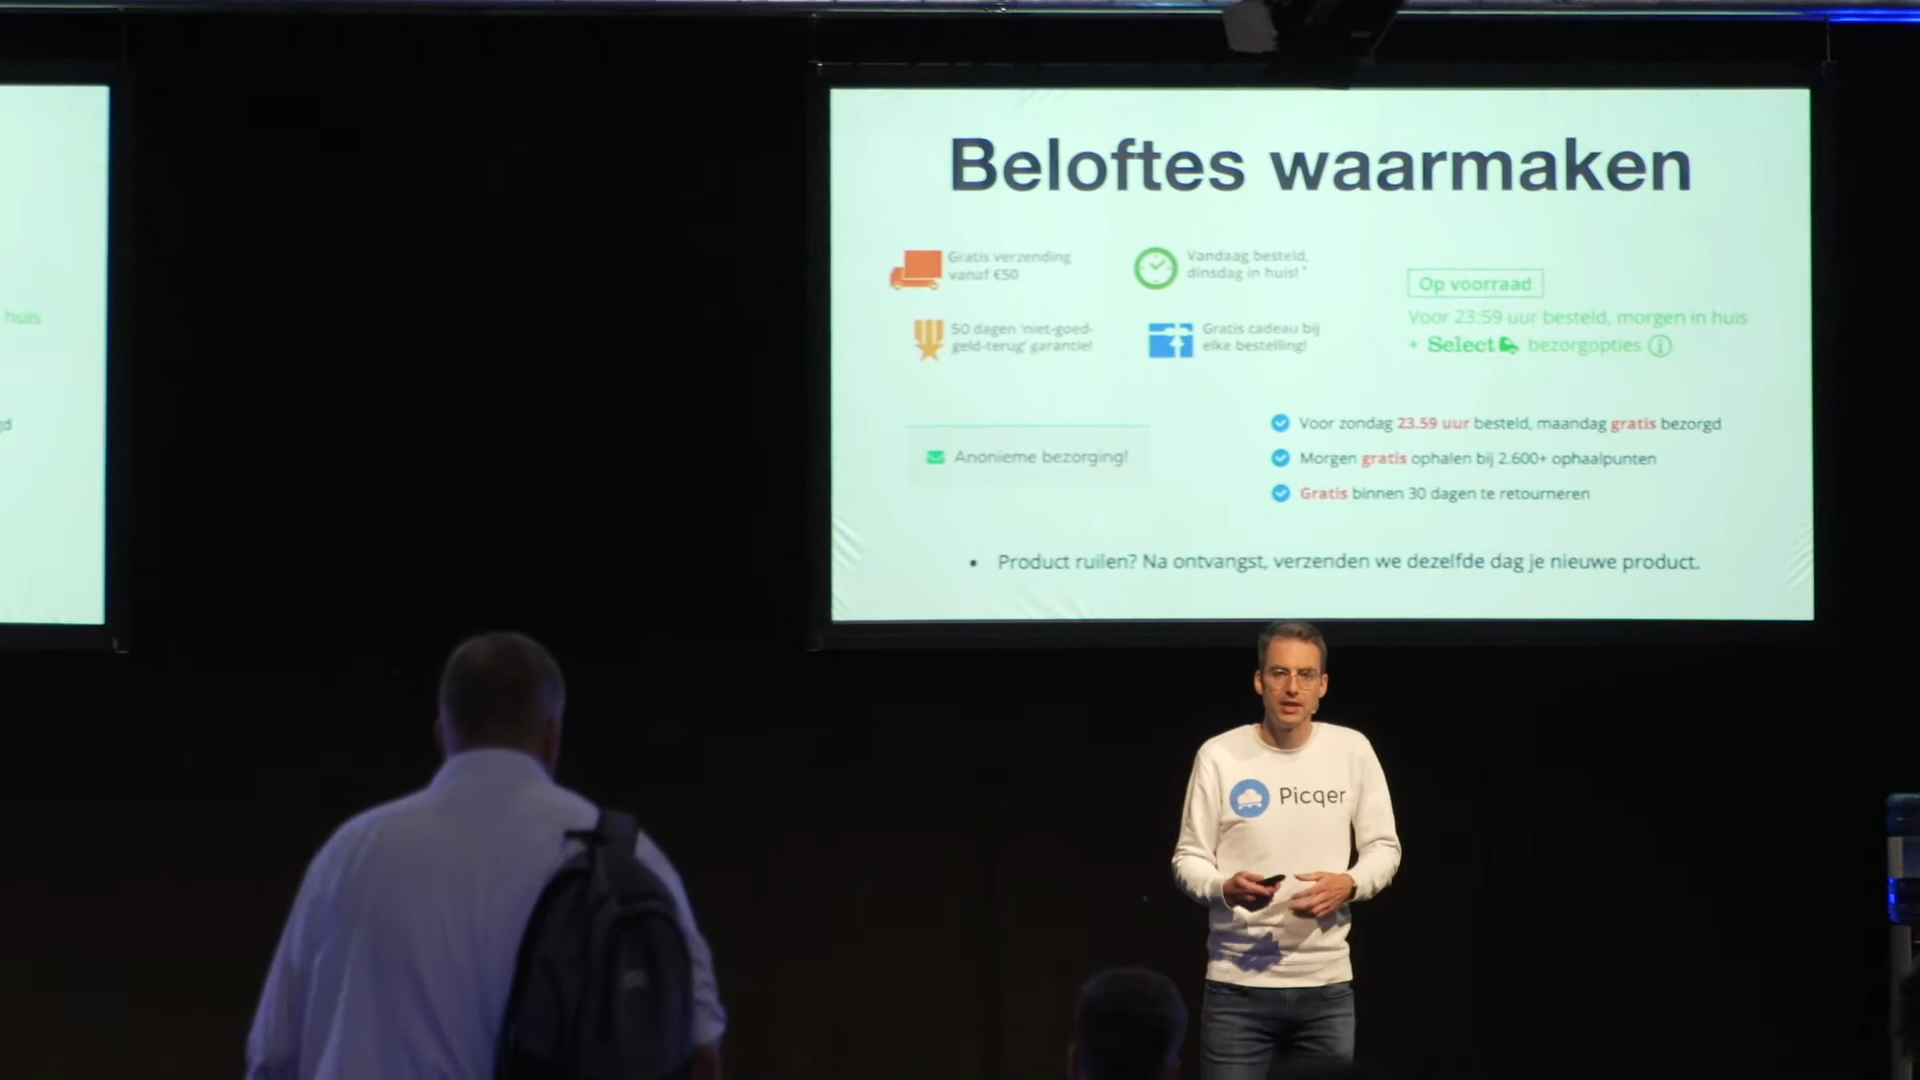 Beloftes waarmaken
Gratis verzending
vanaf €50
Vandaag besteld,
dinsdag in huis! *
50 dagen 'niet-goed-
geld-terug' garantie!
Gratis cadeau bij
elke bestelling!
Op voorraad
Voor 23:59 uur besteld, morgen in huis
+ Select bezorgopties
Anonieme bezorging!
Voor zondag 23.59 uur besteld, maandag gratis bezorgd
Morgen gratis ophalen bij 2.600+ ophaalpunten
Gratis binnen 30 dagen te retourneren
• Product ruilen? Na ontvangst, verzenden we dezelfde dag je nieuwe product.
huis
Picqer